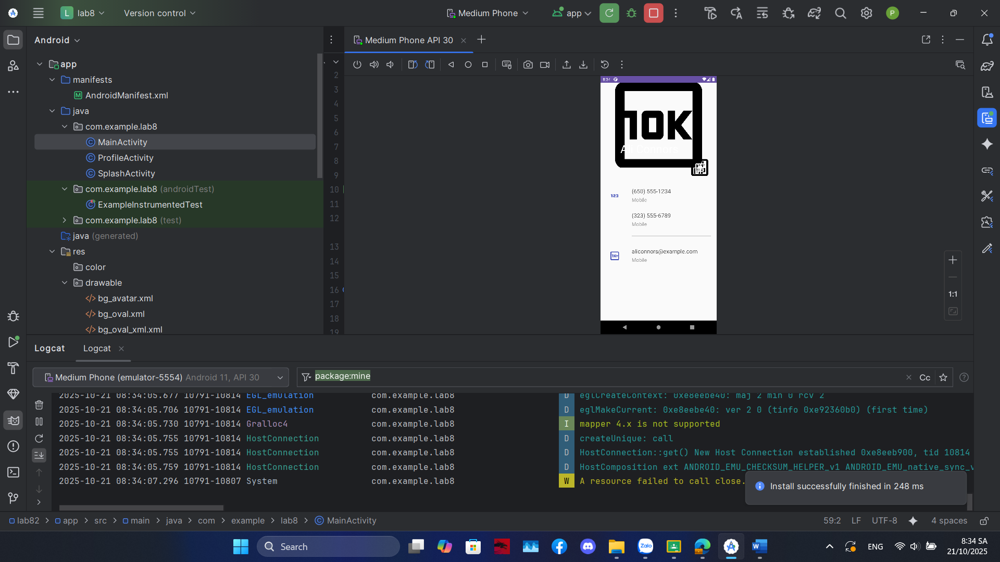 L lab8
Version control
Medium Phone
app
P
Android
Medium Phone API 30
app
manifests
M AndroidManifest.xml
java
com.example.lab8
C MainActivity
C ProfileActivity
C SplashActivity
com.example.lab8 (androidTest)
C ExampleInstrumentedTest
com.example.lab8 (test)
java (generated)
res
color
drawable
</> bg_avatar.xml
</> bg_oval.xml
</> bg_oval_xml.xml
2
3
4
5
6
7
8
9
10
11
12
13
14
15
16
17
18
19
8:34
10K
Ali Connors
123
(650) 555-1234
Mobile
(323) 555-6789
Mobile
1K+
aliconnors@example.com
Mobile
1:1
Logcat
Logcat
Medium Phone (emulator-5554) Android 11, API 30
package:mine
Cc
2025-10-21 08:34:05.677 10791-10814 EGL_emulation com.example.lab8 D eglCreateContext: 0xe8eebe40: maj 2 min 0 rcv 2
2025-10-21 08:34:05.706 10791-10814 EGL_emulation com.example.lab8 D eglMakeCurrent: 0xe8eebe40: ver 2 0 (tinfo 0xe92360b0) (first time)
2025-10-21 08:34:05.730 10791-10814 Gralloc4 com.example.lab8 I mapper 4.x is not supported
2025-10-21 08:34:05.755 10791-10814 HostConnection com.example.lab8 D createUnique: call
2025-10-21 08:34:05.755 10791-10814 HostConnection com.example.lab8 D HostConnection::get() New Host Connection established 0xe8eeb900, tid 10814
2025-10-21 08:34:05.759 10791-10814 HostConnection com.example.lab8 D HostComposition ext ANDROID_EMU_CHECKSUM_HELPER_v1 ANDROID_EMU_native_sync_v
2025-10-21 08:34:07.296 10791-10807 System com.example.lab8 W A resource failed to call close.
Install successfully finished in 248 ms
lab82 > app > src > main > java > com > example > lab8 > C MainActivity
59:2 LF UTF-8 4 spaces
Search
Zalo
W
ENG
8:34 SA
21/10/2025